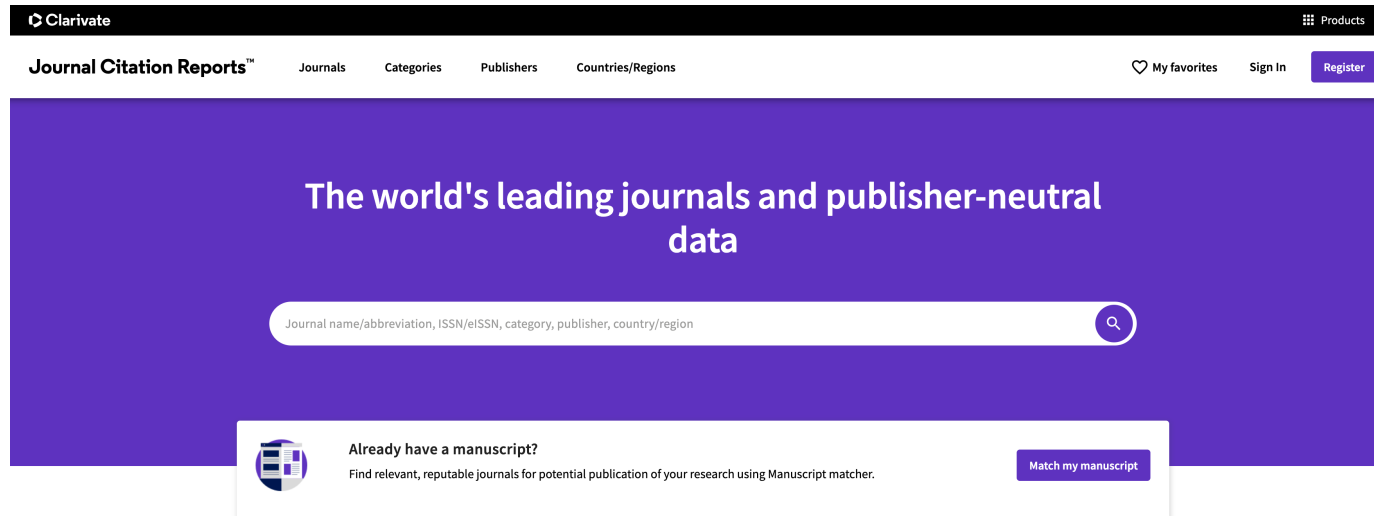 Clarivate
Products
Journal Citation Reports™
Journals
Categories
Publishers
Countries/Regions
My favorites
Sign In
Register
The world's leading journals and publisher-neutral
data
Journal name/abbreviation, ISSN/eISSN, category, publisher, country/region
Already have a manuscript?
Find relevant, reputable journals for potential publication of your research using Manuscript matcher.
Match my manuscript